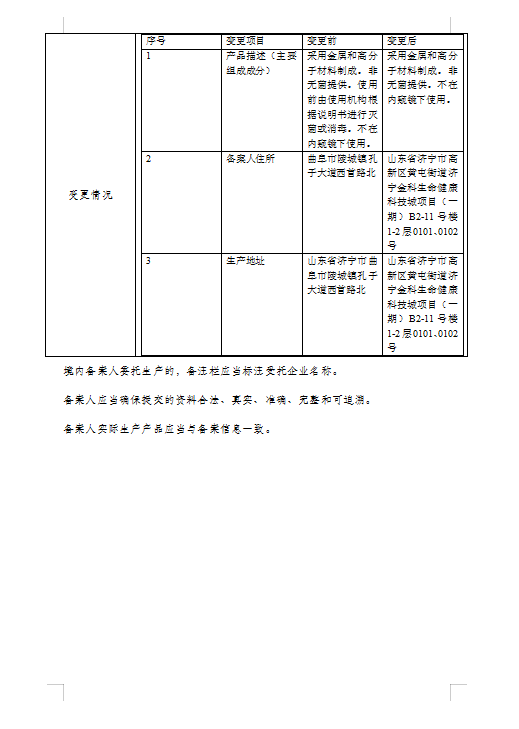 变更情况
序号 变更项目 变更前 变更后
1 产品描述（主要组成成分） 采用金属和高分子材料制成。非无菌提供。使用前由使用机构根据说明书进行灭菌或消毒。不在内窥镜下使用。 采用金属和高分子材料制成。非无菌提供。不在内窥镜下使用。
2 备案人住所 曲阜市陵城镇孔子大道西首路北 山东省济宁市高新区黄屯街道济宁金科生命健康科技城项目（一期）B2-11号楼1-2层0101、0102号
3 生产地址 山东省济宁市曲阜市陵城镇孔子大道西首路北 山东省济宁市高新区黄屯街道济宁金科生命健康科技城项目（一期）B2-11号楼1-2层0101、0102号
境内备案人委托生产的，备注栏应当标注受托企业名称。
备案人应当确保提交的资料合法、真实、准确、完整和可追溯。
备案人实际生产产品应当与备案信息一致。